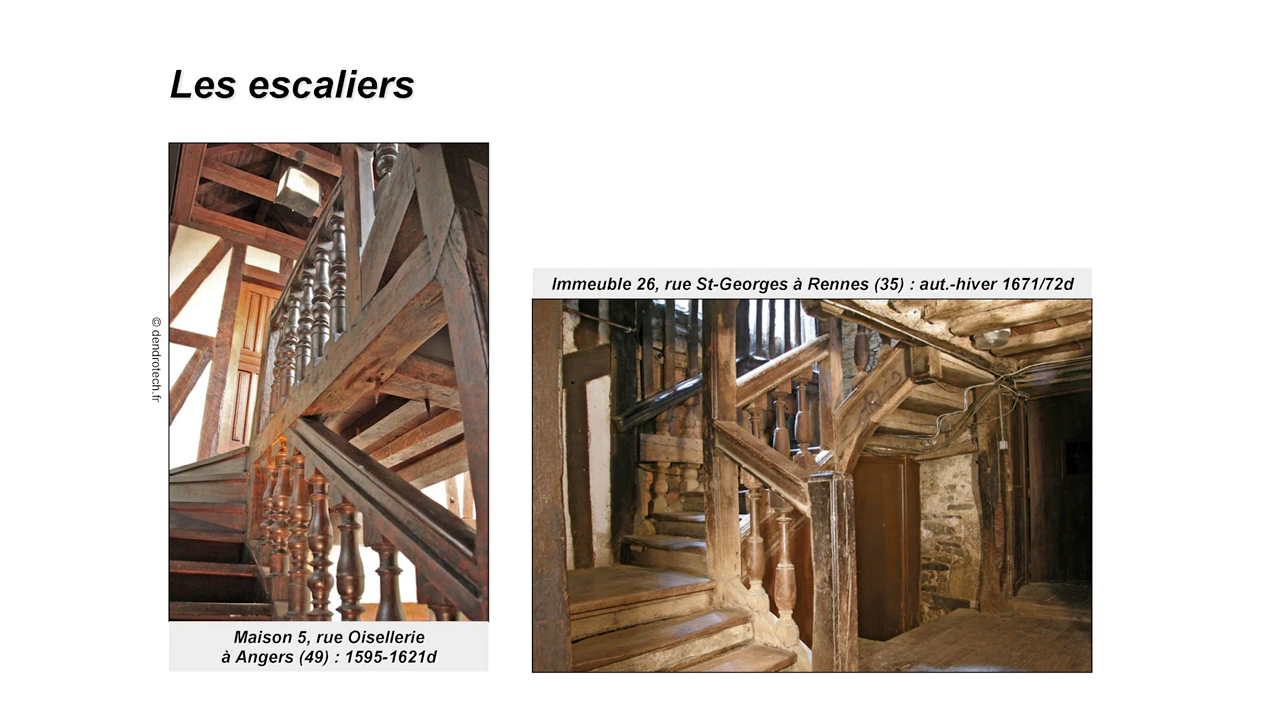 Les escaliers
© dendrotech.fr
Maison 5, rue Oisellerie
à Angers (49) : 1595-1621d
Immeuble 26, rue St-Georges à Rennes (35) : aut.-hiver 1671/72d